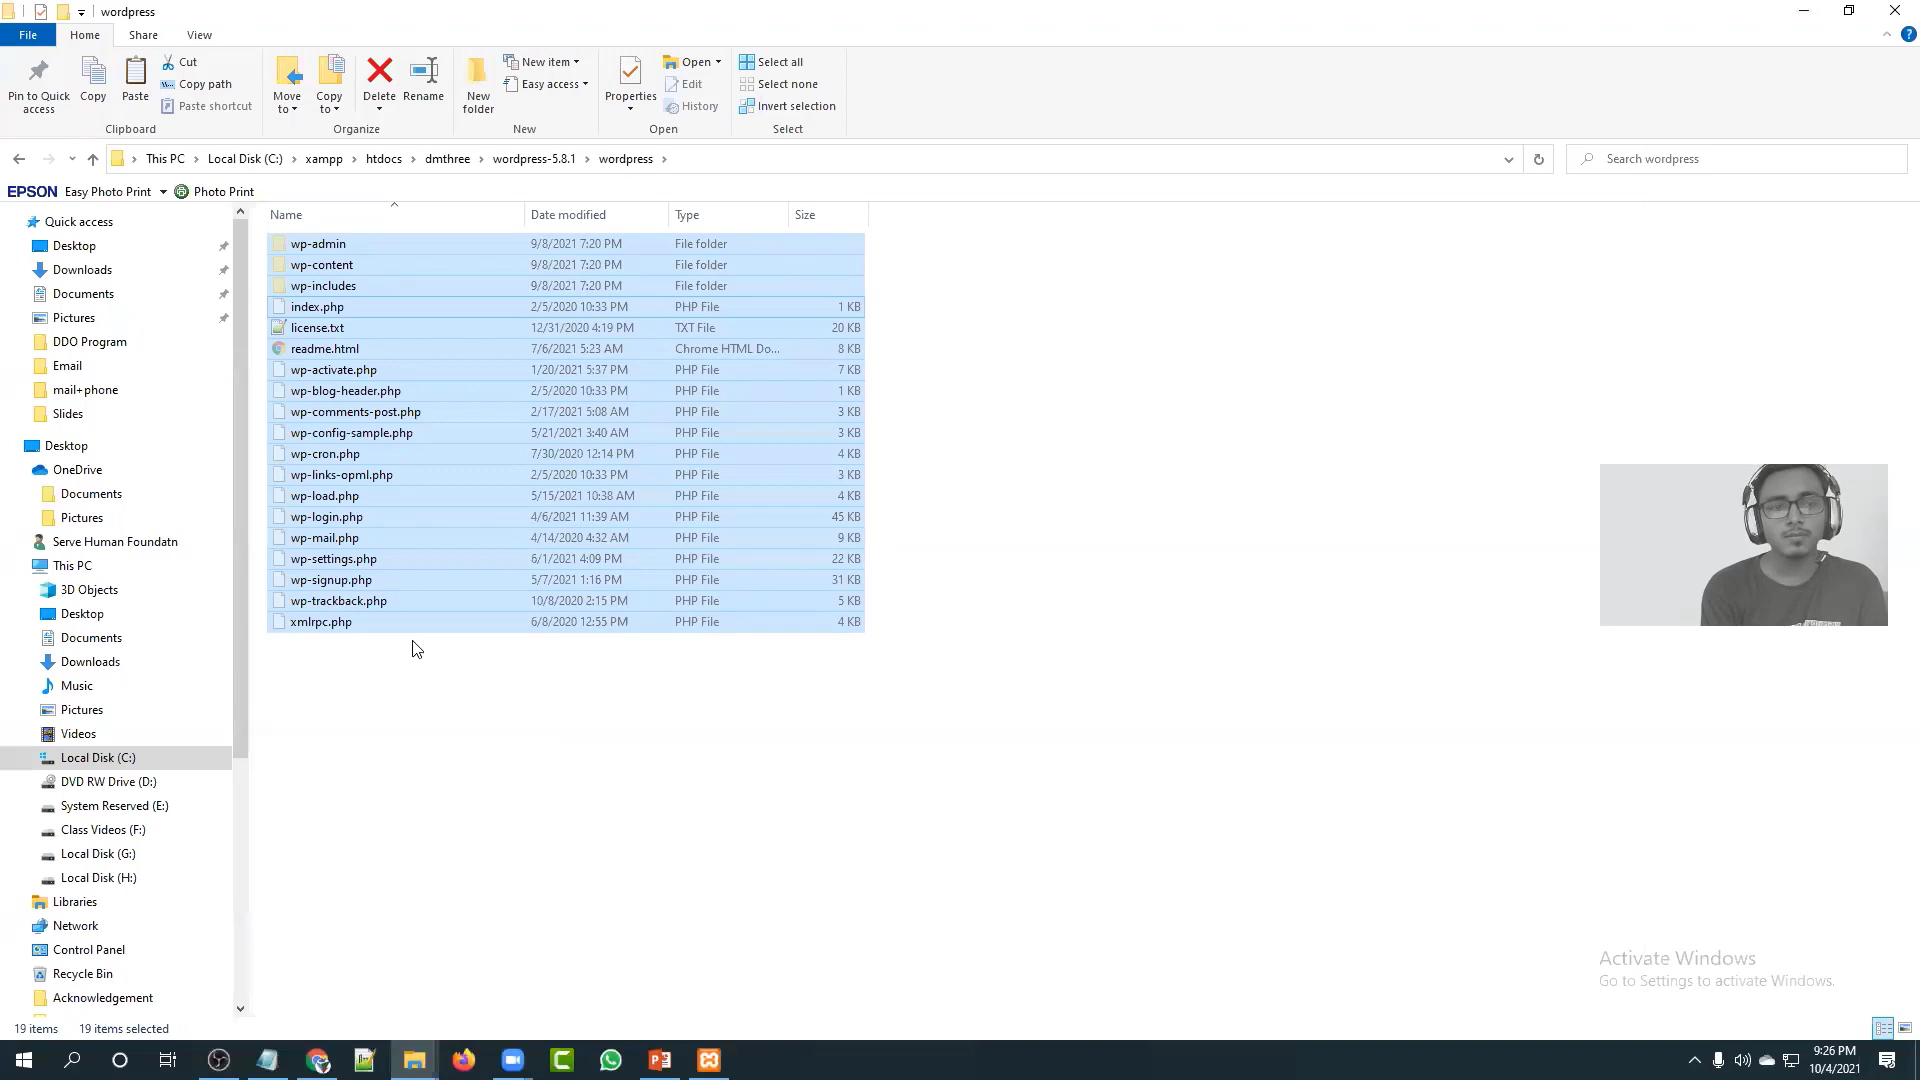 wordpress
File Home Share View
Pin to Quick access
Copy
Paste
Cut
Copy path
Paste shortcut
Clipboard
Move to
Copy to
Delete
Rename
Organize
New folder
New item
Easy access
New
Properties
Open
Edit
History
Open
Select all
Select none
Invert selection
Select
This PC > Local Disk (C:) > xampp > htdocs > dmthree > wordpress-5.8.1 > wordpress >
Search wordpress
EPSON Easy Photo Print Photo Print
Quick access
Desktop
Downloads
Documents
Pictures
DDO Program
Email
mail+phone
Slides
Desktop
OneDrive
Documents
Pictures
Serve Human Foundatn
This PC
3D Objects
Desktop
Documents
Downloads
Music
Pictures
Videos
Local Disk (C:)
DVD RW Drive (D:)
System Reserved (E:)
Class Videos (F:)
Local Disk (G:)
Local Disk (H:)
Libraries
Network
Control Panel
Recycle Bin
Acknowledgement
Name Date modified Type Size
wp-admin 9/8/2021 7:20 PM File folder
wp-content 9/8/2021 7:20 PM File folder
wp-includes 9/8/2021 7:20 PM File folder
index.php 2/5/2020 10:33 PM PHP File 1 KB
license.txt 12/31/2020 4:19 PM TXT File 20 KB
readme.html 7/6/2021 5:23 AM Chrome HTML Do... 8 KB
wp-activate.php 1/20/2021 5:37 PM PHP File 7 KB
wp-blog-header.php 2/5/2020 10:33 PM PHP File 1 KB
wp-comments-post.php 2/17/2021 5:08 AM PHP File 3 KB
wp-config-sample.php 5/21/2021 3:40 AM PHP File 3 KB
wp-cron.php 7/30/2020 12:14 PM PHP File 4 KB
wp-links-opml.php 2/5/2020 10:33 PM PHP File 3 KB
wp-load.php 5/15/2021 10:38 AM PHP File 4 KB
wp-login.php 4/6/2021 11:39 AM PHP File 45 KB
wp-mail.php 4/14/2020 4:32 AM PHP File 9 KB
wp-settings.php 6/1/2021 4:09 PM PHP File 22 KB
wp-signup.php 5/7/2021 1:16 PM PHP File 31 KB
wp-trackback.php 10/8/2020 2:15 PM PHP File 5 KB
xmlrpc.php 6/8/2020 12:55 PM PHP File 4 KB
Activate Windows
Go to Settings to activate Windows.
19 items 19 items selected
9:26 PM
10/4/2021